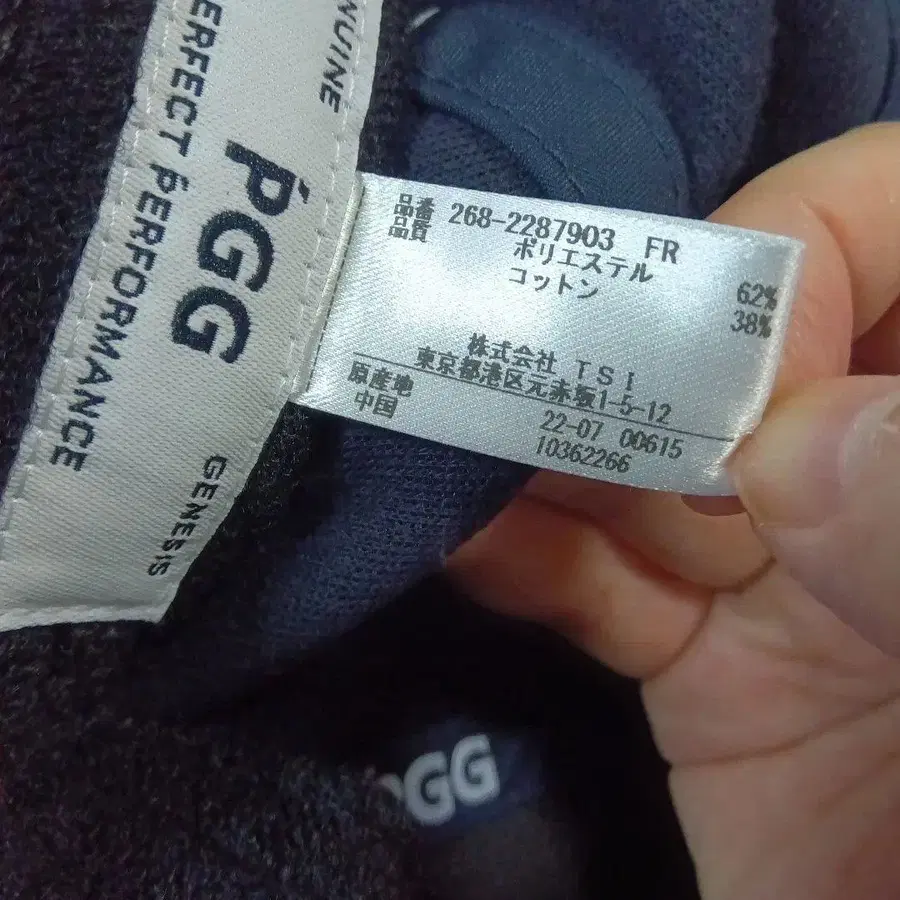 GENUINE
PERFECT PERFORMANCE
PGG
GENESIS
品番 268-2287903 FR
品質 ポリエステル 62%
コットン 38%
株式会社 TSI
東京都港区元赤坂1-5-12
原産地
中国
22-07 00615
10362266
PGG